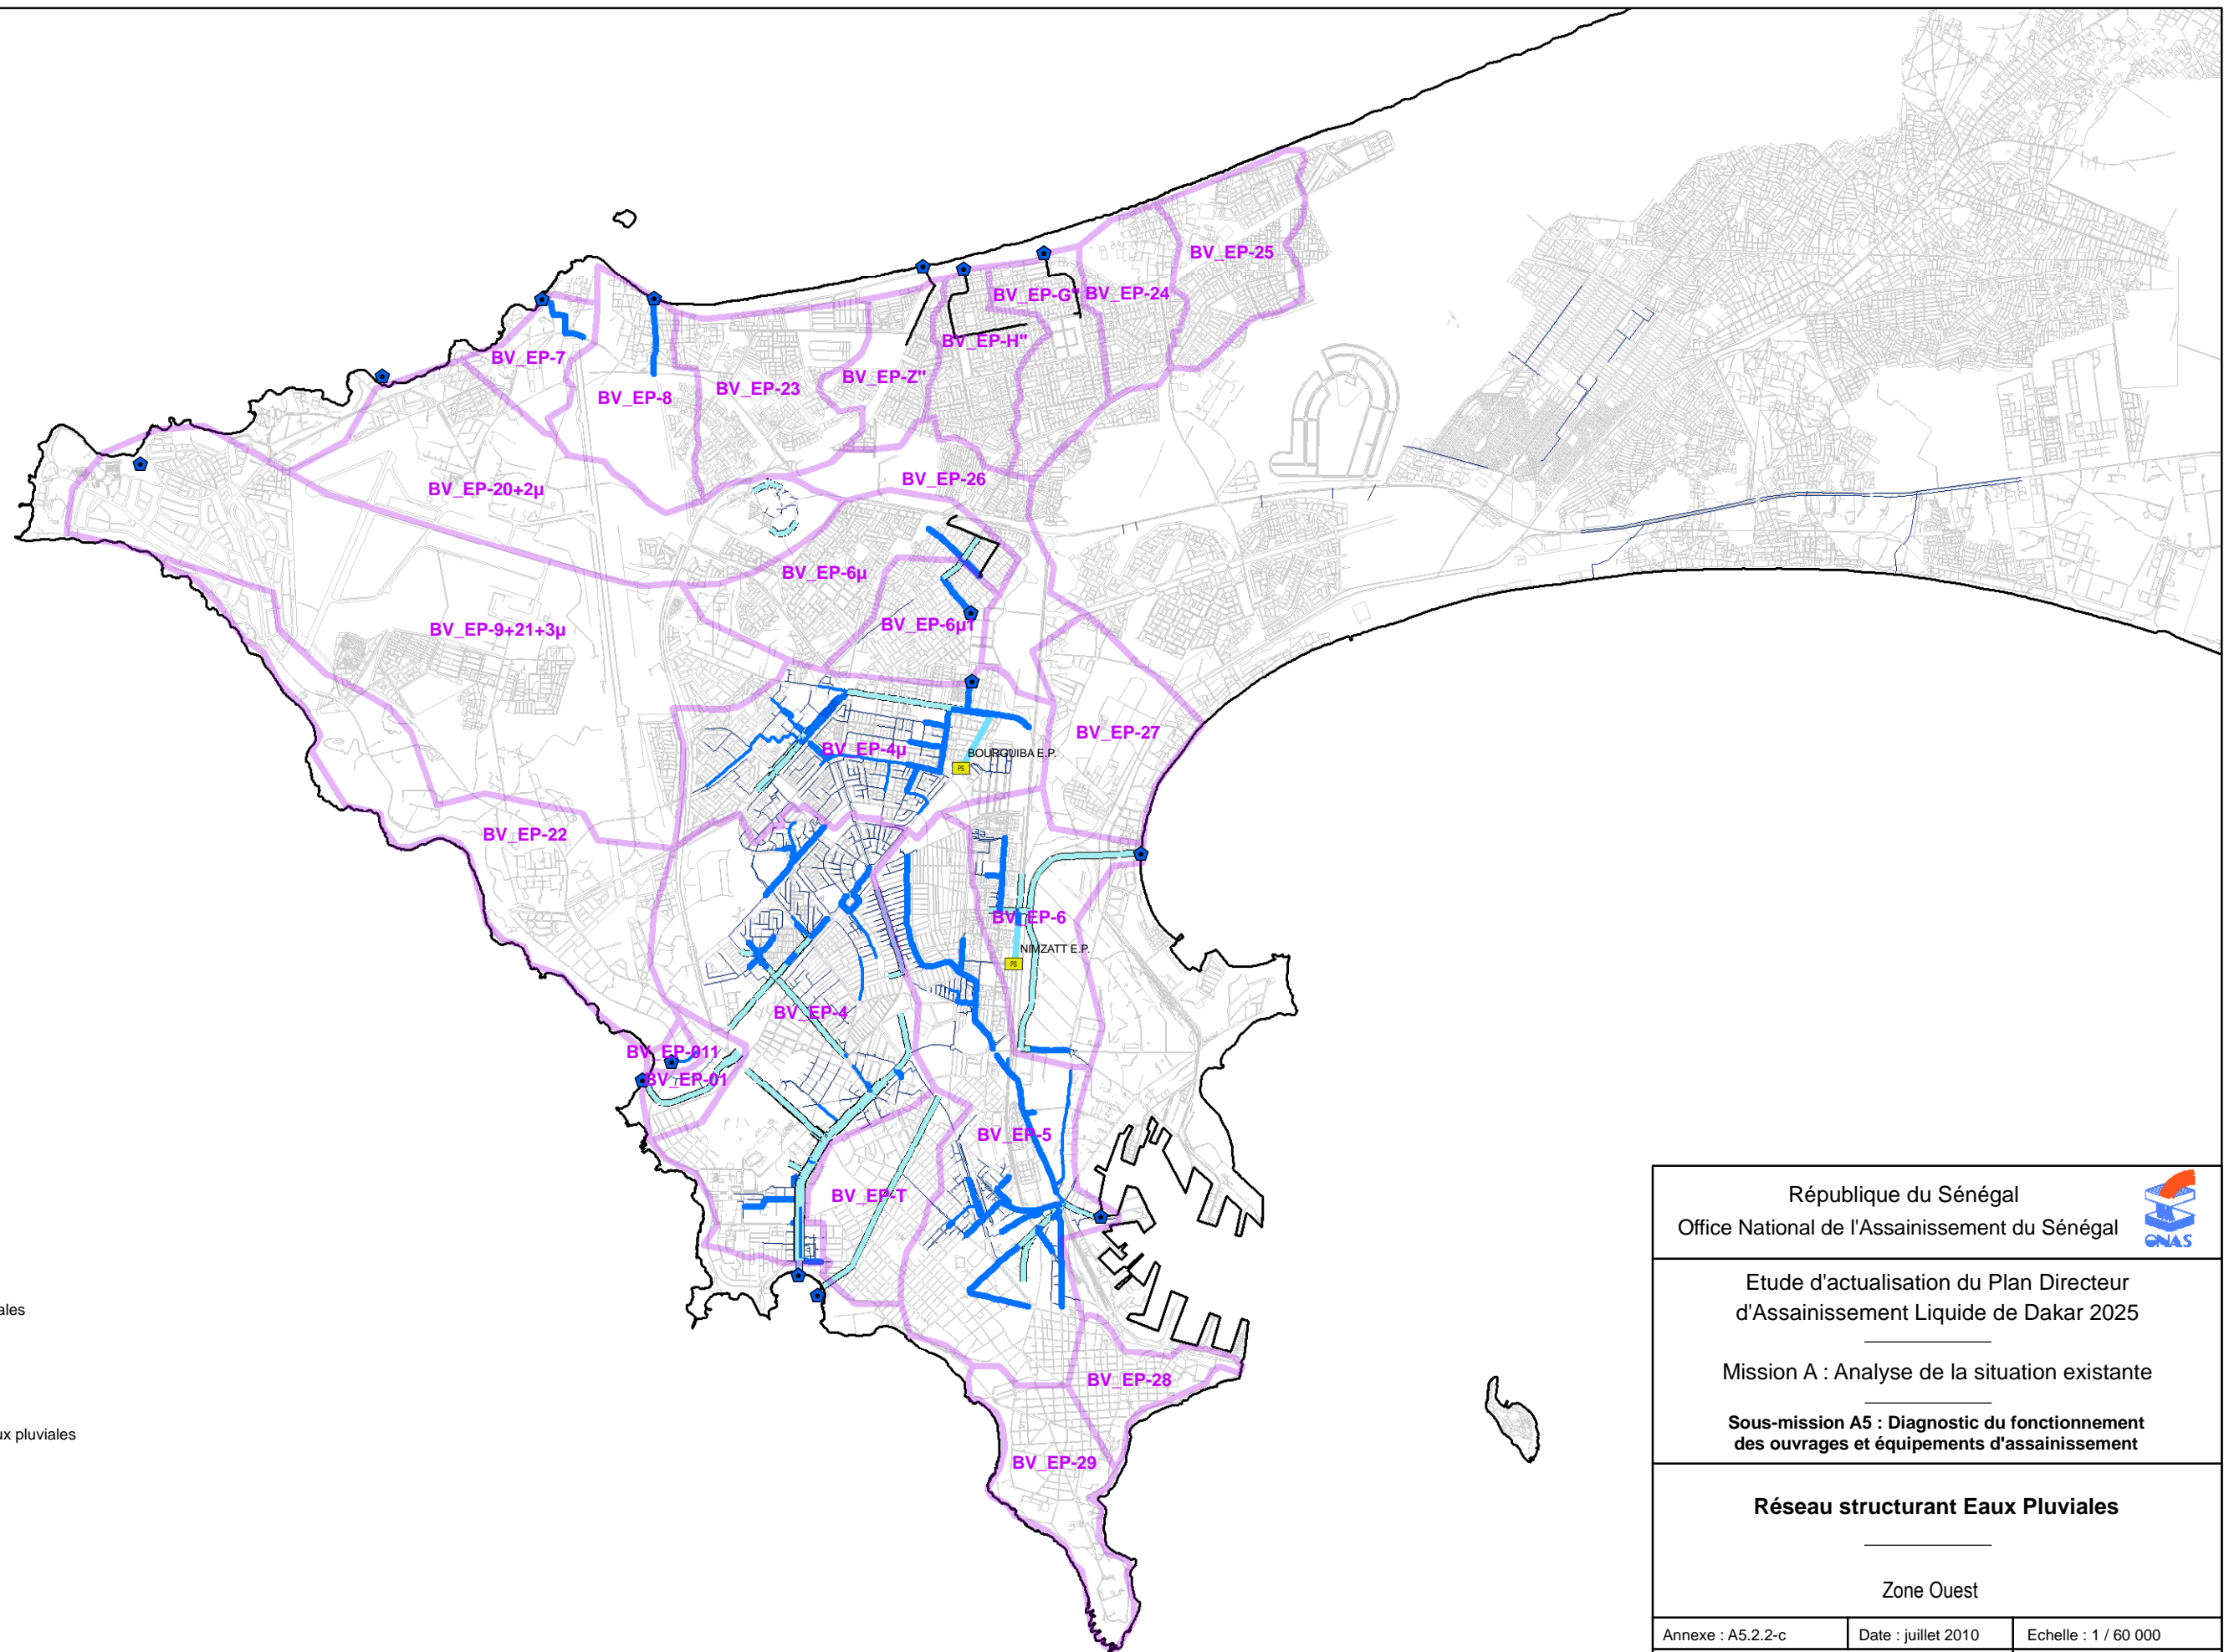 BV_EP-25
BV_EP-G"
BV_EP-24
BV_EP-H"
BV_EP-7
BV_EP-Z"
BV_EP-23
BV_EP-8
BV_EP-26
BV_EP-20+2µ
BV_EP-6µ
BV_EP-6µ1
BV_EP-9+21+3µ
BV_EP-27
BV_EP-4µ
BOURGUIBA E.P.
PS
BV_EP-22
BV_EP-6
NIMZATT E.P.
PS
BV_EP-4
BV_EP-011
BV_EP-01
BV_EP-5
BV_EP-T
BV_EP-28
BV_EP-29
ales
ux pluviales
République du Sénégal
Office National de l'Assainissement du Sénégal
ONAS
Etude d'actualisation du Plan Directeur
d'Assainissement Liquide de Dakar 2025
Mission A : Analyse de la situation existante
Sous-mission A5 : Diagnostic du fonctionnement
des ouvrages et équipements d'assainissement
Réseau structurant Eaux Pluviales
Zone Ouest
Annexe : A5.2.2-c
Date : juillet 2010
Echelle : 1 / 60 000